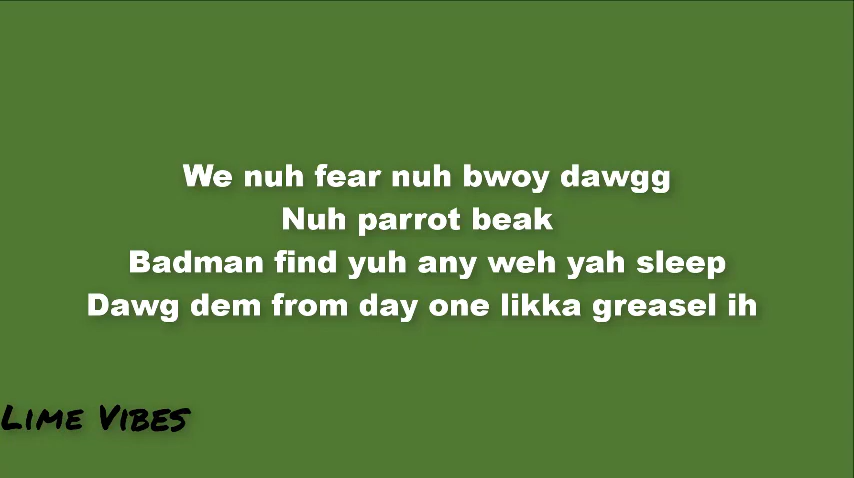 We nuh fear nuh bwoy dawgg
Nuh parrot beak
Badman find yuh any weh yah sleep
Dawg dem from day one likka greasel ih
Lime Vibes